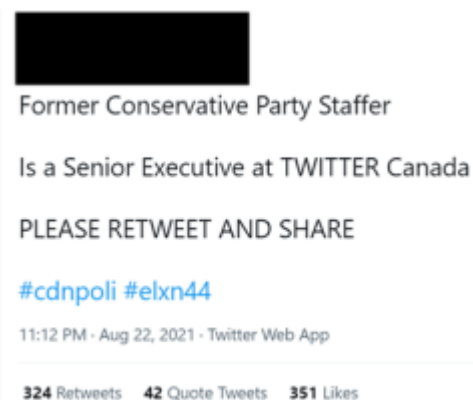 Former Conservative Party Staffer
Is a Senior Executive at TWITTER Canada
PLEASE RETWEET AND SHARE
#cdnpoli #elxn44
11:12 PM · Aug 22, 2021 · Twitter Web App
324 Retweets 42 Quote Tweets 351 Likes